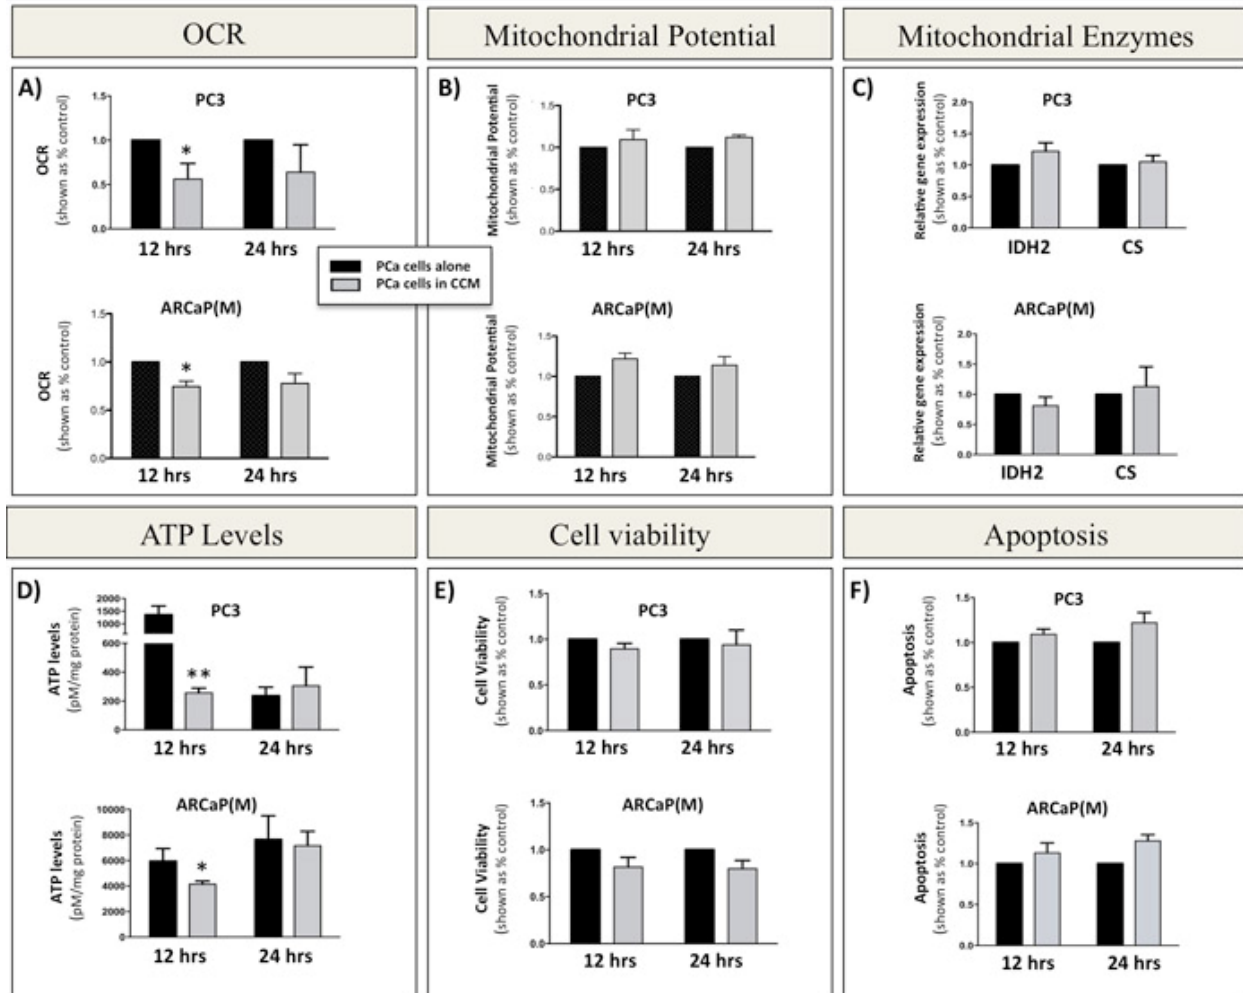 OCR
Mitochondrial Potential
Mitochondrial Enzymes
A)
PC3
OCR
(shown as % control)
1.5
1.0
0.5
0.0
*
12 hrs
24 hrs
ARCaP(M)
OCR
(shown as % control)
1.5
1.0
0.5
0.0
*
12 hrs
24 hrs
PCa cells alone
PCa cells in CCM
B)
PC3
Mitochondrial Potential
(shown as % control)
1.5
1.0
0.5
0.0
12 hrs
24 hrs
ARCaP(M)
Mitochondrial Potential
(shown as % control)
1.5
1.0
0.5
0.0
12 hrs
24 hrs
C)
PC3
Relative gene expression
(shown as % control)
2.0
1.5
1.0
0.5
0.0
IDH2
CS
ARCaP(M)
Relative gene expression
(shown as % control)
2.0
1.5
1.0
0.5
0.0
IDH2
CS
ATP Levels
Cell viability
Apoptosis
D)
PC3
ATP levels
(pM/mg protein)
2000
1500
1000
600
400
200
0
**
12 hrs
24 hrs
ARCaP(M)
ATP levels
(pM/mg protein)
10000
8000
6000
4000
2000
0
*
12 hrs
24 hrs
E)
PC3
Cell Viability
(shown as % control)
1.5
1.0
0.5
0.0
12 hrs
24 hrs
ARCaP(M)
Cell Viability
(shown as % control)
1.5
1.0
0.5
0.0
12 hrs
24 hrs
F)
PC3
Apoptosis
(shown as % control)
1.5
1.0
0.5
0.0
12 hrs
24 hrs
ARCaP(M)
Apoptosis
(shown as % control)
1.5
1.0
0.5
0.0
12 hrs
24 hrs